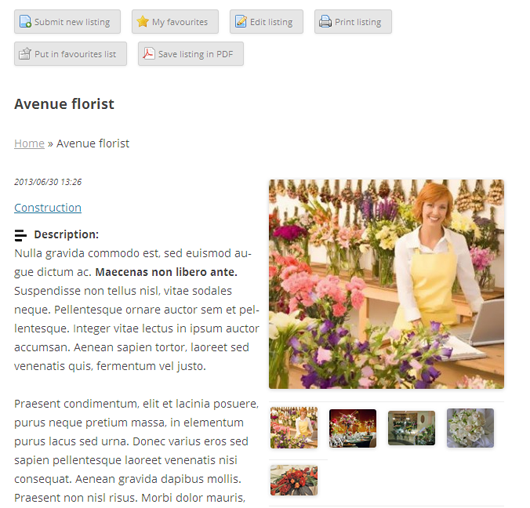 Submit new listing
My favourites
Edit listing
Print listing
Put in favourites list
Save listing in PDF
Avenue florist
Home » Avenue florist
2013/06/30 13:26
Construction
Description:
Nulla gravida commodo est, sed euismod au-
gue dictum ac. Maecenas non libero ante.
Suspendisse non tellus nisl, vitae sodales
neque. Pellentesque ornare auctor sem et pel-
lentesque. Integer vitae lectus in ipsum auctor
accumsan. Aenean sapien tortor, laoreet sed
venenatis quis, fermentum vel justo.
Praesent condimentum, elit et lacinia posuere,
purus neque pretium massa, in elementum
purus lacus sed urna. Donec varius eros sed
sapien pellentesque laoreet venenatis nisi
consequat. Aenean gravida dapibus mollis.
Praesent non nisl risus. Morbi dolor mauris,